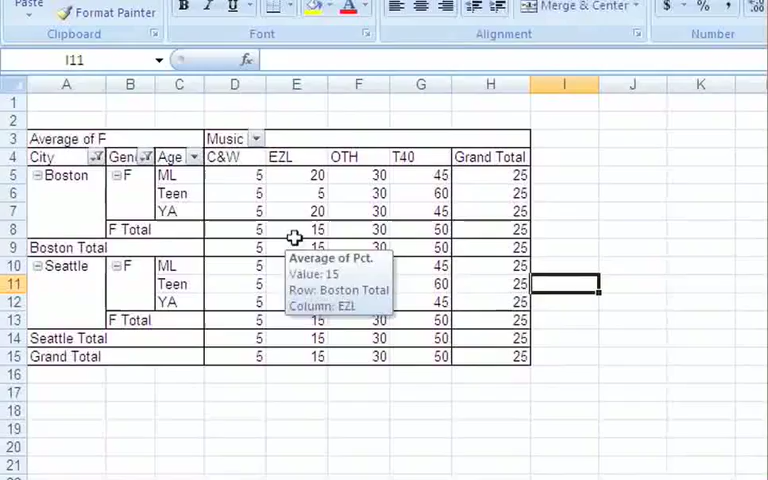 Paste Format Painter B I U Merge & Center $ % ,
Clipboard Font Alignment Number
I11 fx
A B C D E F G H I J K
1
2
3 Average of F Music
4 City Gen Age C&W EZL OTH T40 Grand Total
5 Boston F ML 5 20 30 45 25
6 Teen 5 5 30 60 25
7 YA 5 20 30 45 25
8 F Total 5 15 30 50 25
9 Boston Total 5 15 30 50 25
10 Seattle F ML 5 45 25
11 Teen 5 60 25
12 YA 5 45 25
13 F Total 5 15 30 50 25
14 Seattle Total 5 15 30 50 25
15 Grand Total 5 15 30 50 25
16
17
18
19
20
21
Average of Pct.
Value: 15
Row: Boston Total
Column: EZL